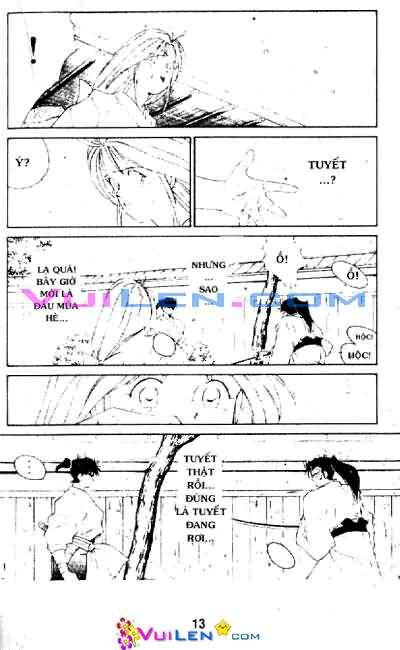 !
Ý?
TUYẾT
...?
LẠ QUÁ!
BÂY GIỜ
MỚI LÀ
ĐẦU MÙA
HÈ...
NHƯNG
...
SAO
Ồ!
Ồ!
HỘC!
HỘC!
VUILEN.COM
...
TUYẾT
THẬT
RỒI...
ĐÚNG
LÀ TUYẾT
ĐANG
RƠI...
13
VUILEN.COM